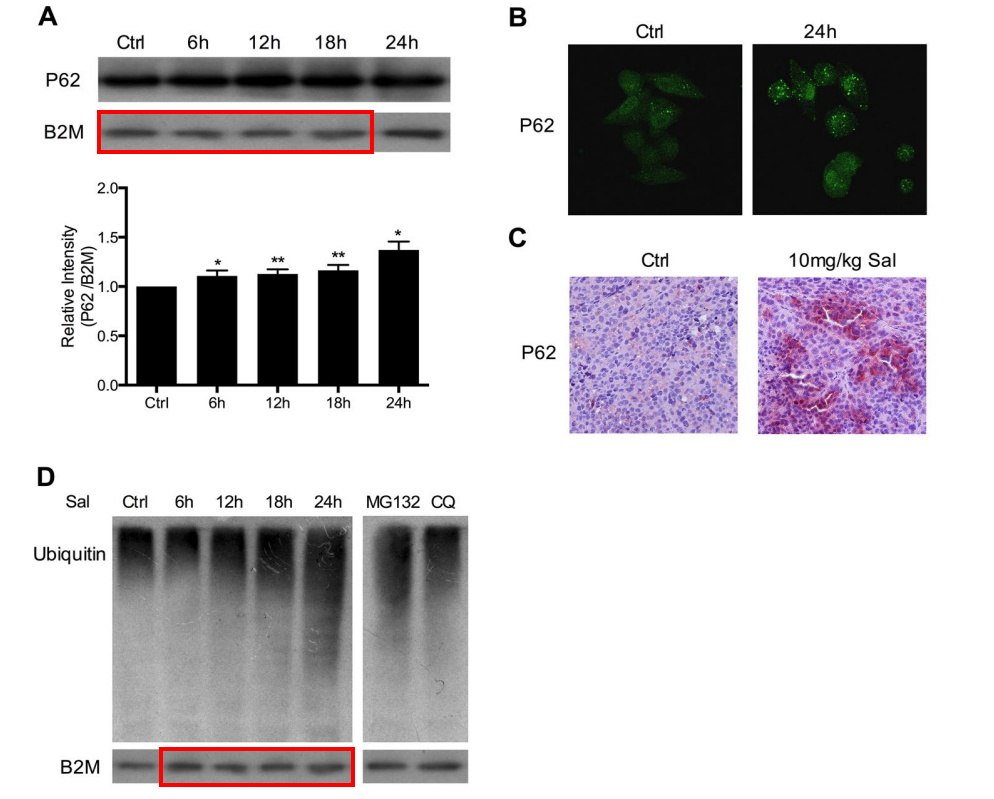 A
Ctrl 6h 12h 18h 24h
P62
B2M
2.0
1.5
1.0
0.5
0.0
Relative Intensity
(P62 /B2M)
* ** ** *
Ctrl 6h 12h 18h 24h
B
Ctrl 24h
P62
C
Ctrl 10mg/kg Sal
P62
D
Sal Ctrl 6h 12h 18h 24h MG132 CQ
Ubiquitin
B2M